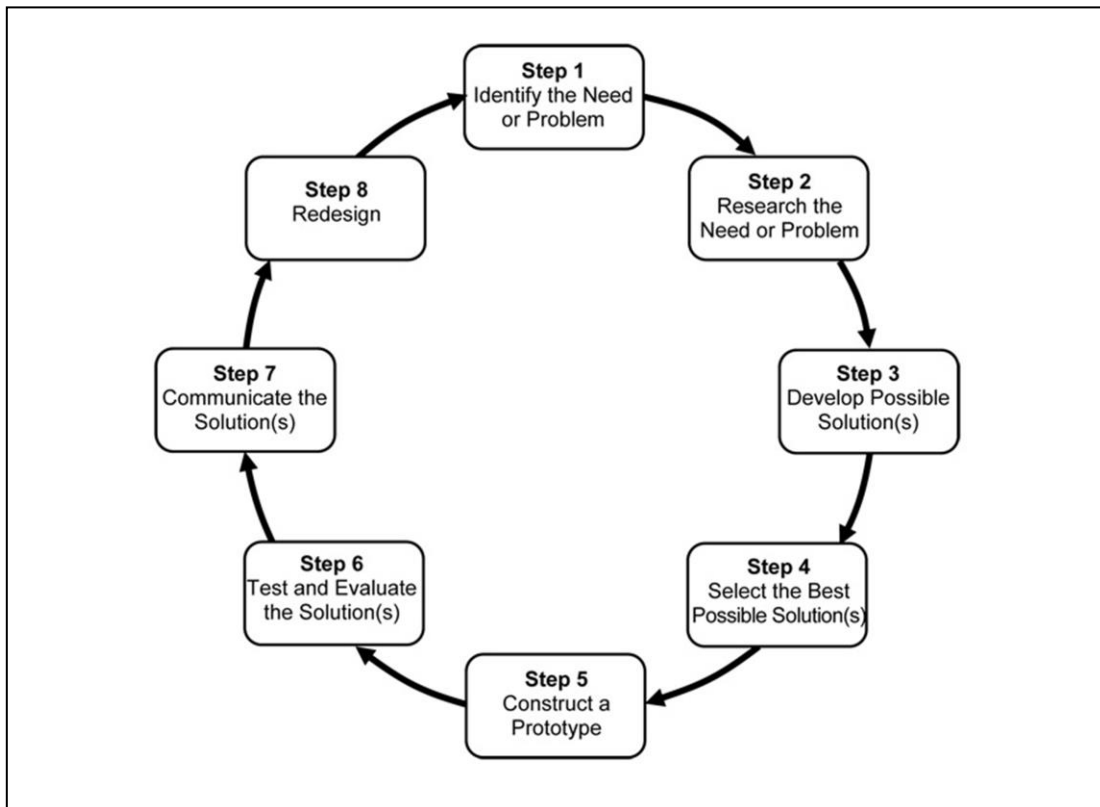 Step 1
Identify the Need
or Problem
Step 2
Research the
Need or Problem
Step 3
Develop Possible
Solution(s)
Step 4
Select the Best
Possible Solution(s)
Step 5
Construct a
Prototype
Step 6
Test and Evaluate
the Solution(s)
Step 7
Communicate the
Solution(s)
Step 8
Redesign